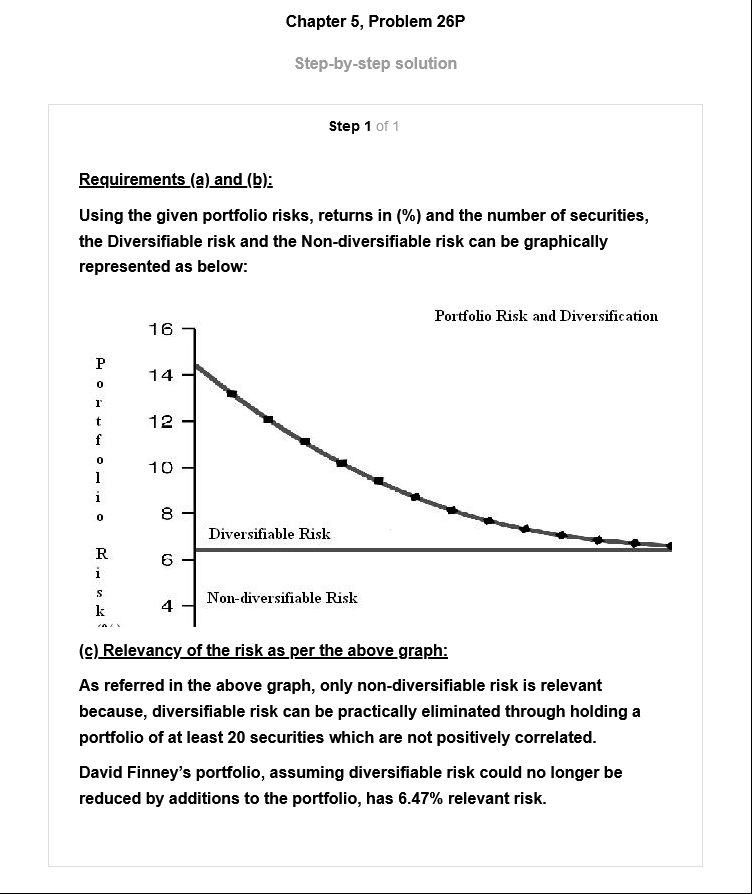 Chapter 5, Problem 26P
Step-by-step solution
Step 1 of 1
Requirements (a) and (b):
Using the given portfolio risks, returns in (%) and the number of securities,
the Diversifiable risk and the Non-diversifiable risk can be graphically
represented as below:
Portfolio Risk and Diversification
Portfolio Risk
16
14
12
10
8
6
4
Diversifiable Risk
Non-diversifiable Risk
(c) Relevancy of the risk as per the above graph:
As referred in the above graph, only non-diversifiable risk is relevant
because, diversifiable risk can be practically eliminated through holding a
portfolio of at least 20 securities which are not positively correlated.
David Finney's portfolio, assuming diversifiable risk could no longer be
reduced by additions to the portfolio, has 6.47% relevant risk.